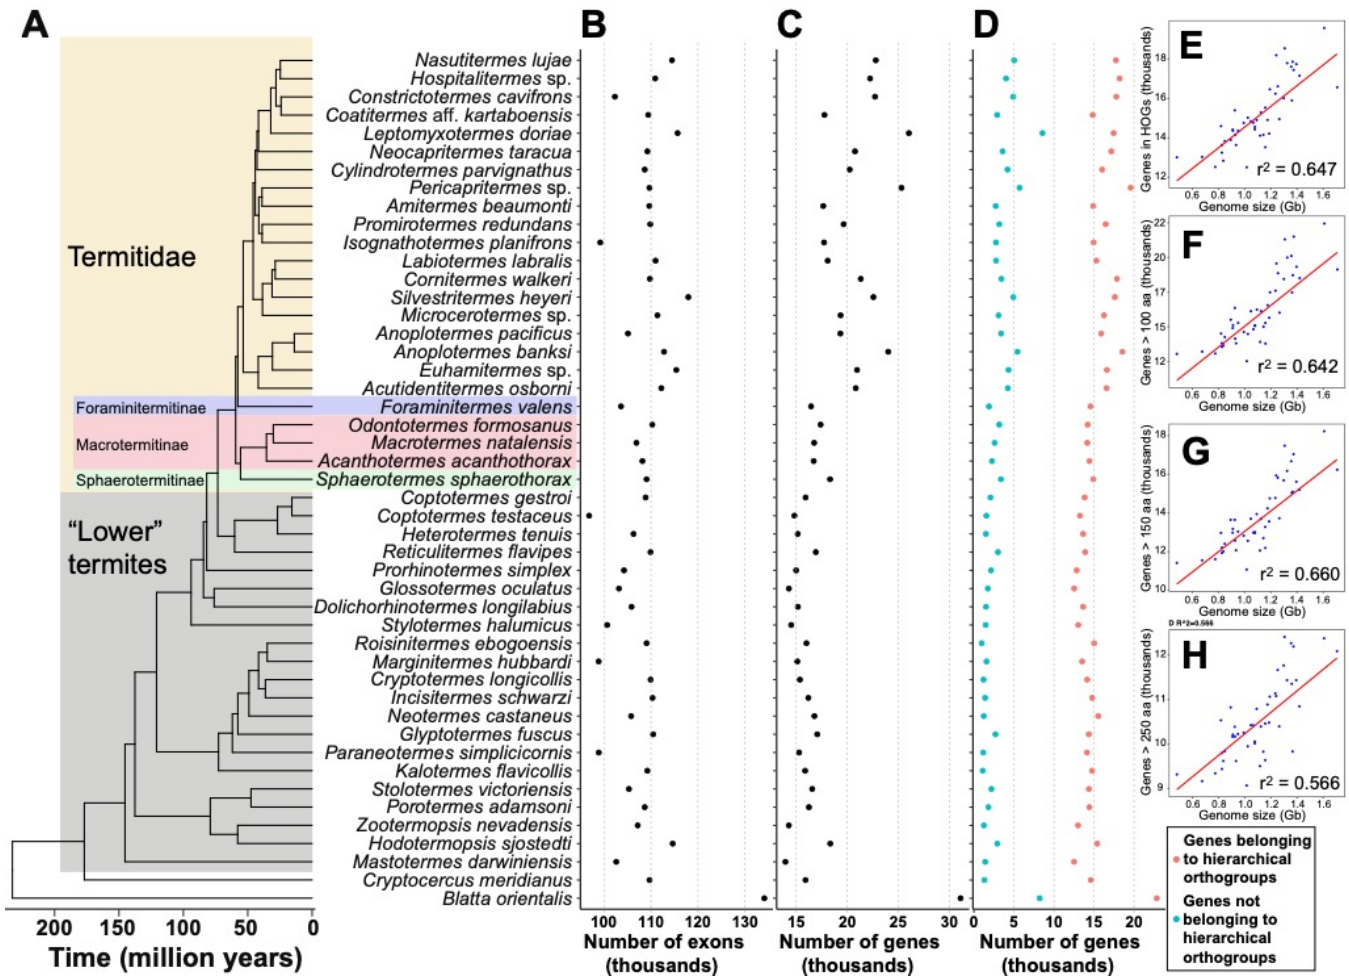 A
B
C
D
Nasutitermes lujae
Hospitalitermes sp.
Constrictotermes cavifrons
Coatitermes aff. kartaboensis
Leptomyxotermes doriae
Neocapritermes taracua
Cylindrotermes parvignathus
Pericapritermes sp.
Amitermes beaumonti
Promirotermes redundans
Isognathotermes planifrons
Labiotermes labralis
Cornitermes walkeri
Silvestritermes heyeri
Microcerotermes sp.
Anoplotermes pacificus
Anoplotermes banksi
Euhamitermes sp.
Acutidentitermes osborni
Foraminitermes valens
Odontotermes formosanus
Macrotermes natalensis
Acanthotermes acanthothorax
Sphaerotermes sphaerothorax
Coptotermes gestroi
Coptotermes testaceus
Heterotermes tenuis
Reticulitermes flavipes
Prorhinotermes simplex
Glossotermes oculatus
Dolichorhinotermes longilabius
Stylotermes halumicus
Roisinitermes ebogoensis
Marginitermes hubbardi
Cryptotermes longicollis
Incisitermes schwarzi
Neotermes castaneus
Glyptotermes fuscus
Paraneotermes simplicicornis
Kalotermes flavicollis
Stolotermes victoriensis
Porotermes adamsoni
Zootermopsis nevadensis
Hodotermopsis sjostedti
Mastotermes darwiniensis
Cryptocercus meridianus
Blatta orientalis
Termitidae
Foraminitermitinae
Macrotermitinae
Sphaerotermitinae
“Lower”
termites
200 150 100 50 0
Time (million years)
100 110 120 130
Number of exons
(thousands)
15 20 25 30
Number of genes
(thousands)
0 5 10 15 20
Number of genes
(thousands)
E
Genes in HOGs (thousands)
18
16
14
12
r2 = 0.647
0.6 0.8 1.0 1.2 1.4 1.6
Genome size (Gb)
F
Genes > 100 aa (thousands)
22
20
17
15
12
r2 = 0.642
0.6 0.8 1.0 1.2 1.4 1.6
Genome size (Gb)
G
Genes > 150 aa (thousands)
18
16
14
12
10
r2 = 0.660
0.6 0.8 1.0 1.2 1.4 1.6
Genome size (Gb)
D R^2=0.566
H
Genes > 250 aa (thousands)
12
11
10
9
r2 = 0.566
0.6 0.8 1.0 1.2 1.4 1.6
Genome size (Gb)
Genes belonging
to hierarchical
orthogroups
Genes not
belonging to
hierarchical
orthogroups